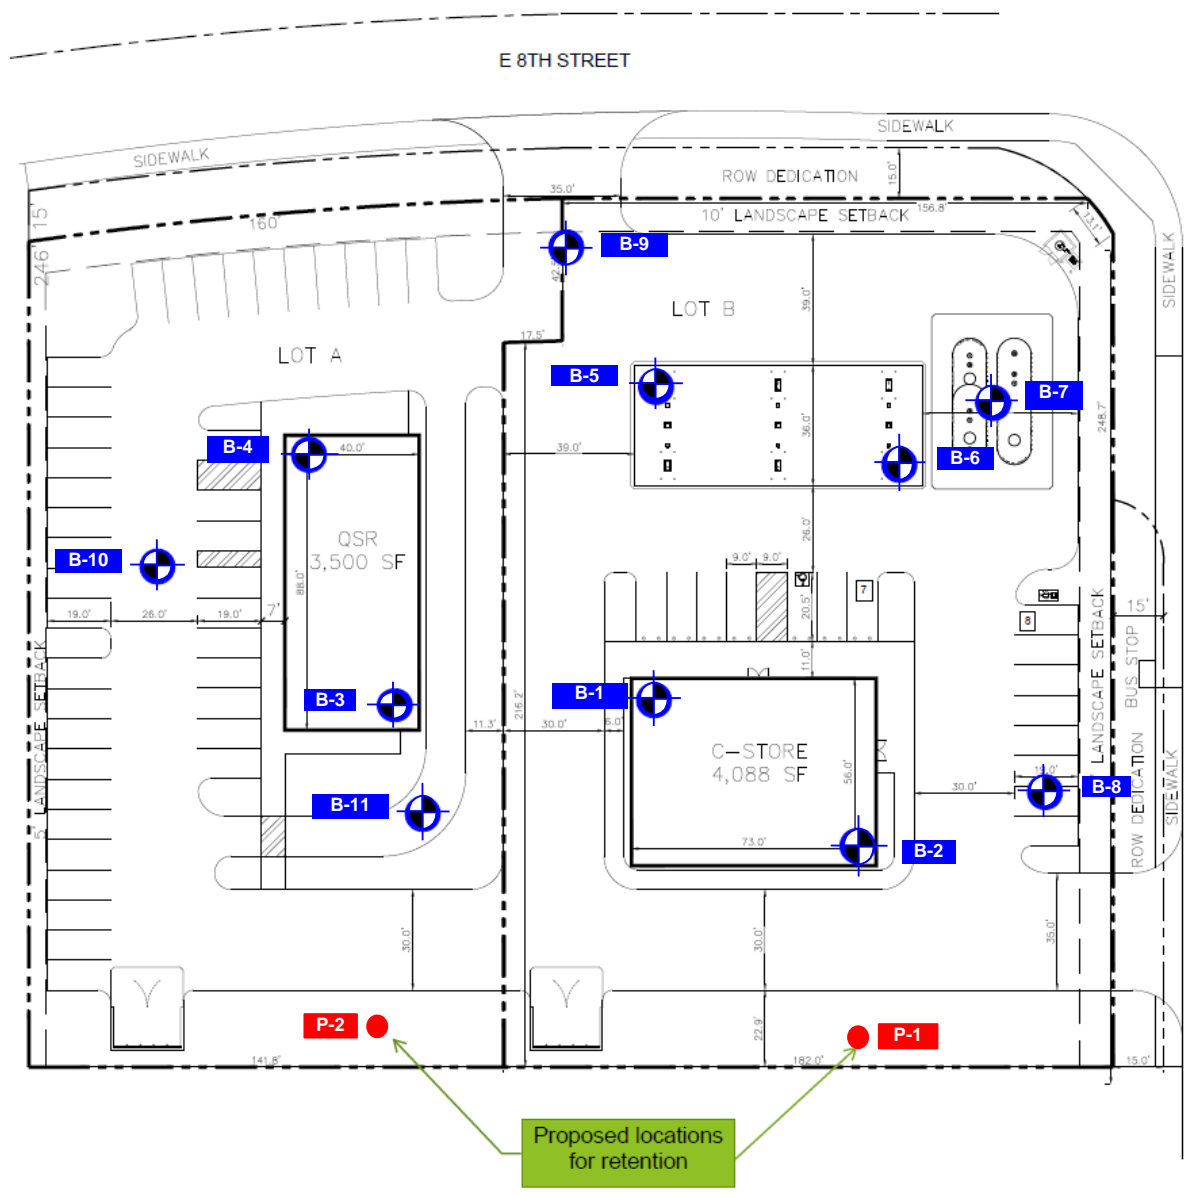 E 8TH STREET
SIDEWALK
SIDEWALK
ROW DEDICATION
15.0'
35.0'
156.8'
10' LANDSCAPE SETBACK
13.1'
15'
160'
246'
B-9
42.5'
SIDEWALK
39.0'
LOT B
17.5'
LOT A
B-5
B-7
36.0'
248.7'
B-4
40.0'
39.0'
B-6
QSR
3,500 SF
26.0'
B-10
9.0'
9.0'
88.0'
20.5'
7
19.0'
26.0'
19.0'
7'
8
15'
11.0'
5' LANDSCAPE SETBACK
LANDSCAPE SETBACK
BUS STOP
B-3
B-1
216.2'
11.3'
30.0'
6.0'
C-STORE
4,088 SF
56.0'
19.0'
30.0'
B-8
B-11
ROW DEDICATION
SIDEWALK
73.0'
B-2
30.0'
30.0'
35.0'
P-2
22.9'
P-1
141.8'
182.0'
15.0'
Proposed locations
for retention